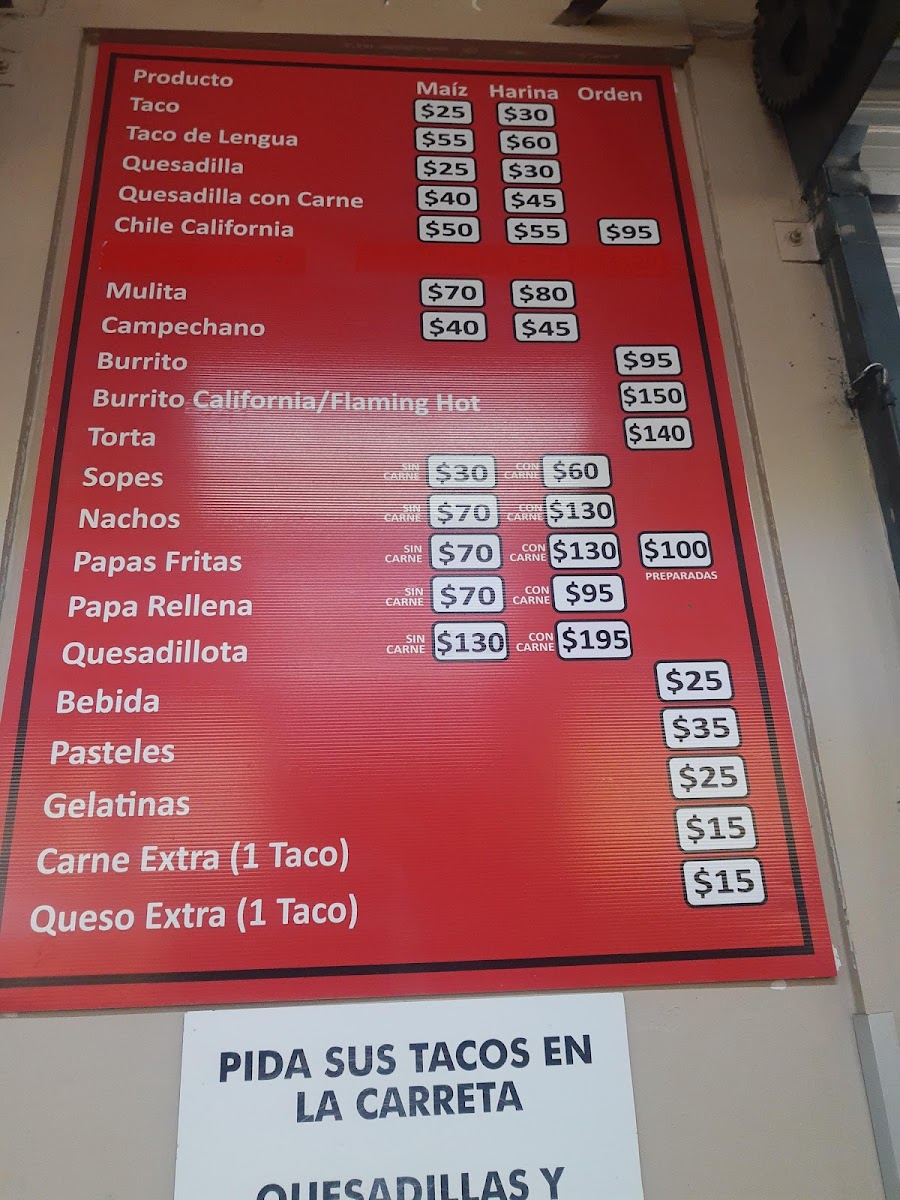 Producto Maíz Harina Orden
Taco $25 $30
Taco de Lengua $55 $60
Quesadilla $25 $30
Quesadilla con Carne $40 $45
Chile California $50 $55 $95
Mulita $70 $80
Campechano $40 $45
Burrito $95
Burrito California/Flaming Hot $150
Torta $140
Sopes SIN CARNE $30 CON CARNE $60
Nachos SIN CARNE $70 CON CARNE $130
Papas Fritas SIN CARNE $70 CON CARNE $130 $100 PREPARADAS
Papa Rellena SIN CARNE $70 CON CARNE $95
Quesadillota SIN CARNE $130 CON CARNE $195
Bebida $25
Pasteles $35
Gelatinas $25
Carne Extra (1 Taco) $15
Queso Extra (1 Taco) $15
PIDA SUS TACOS EN
LA CARRETA
QUESADILLAS Y